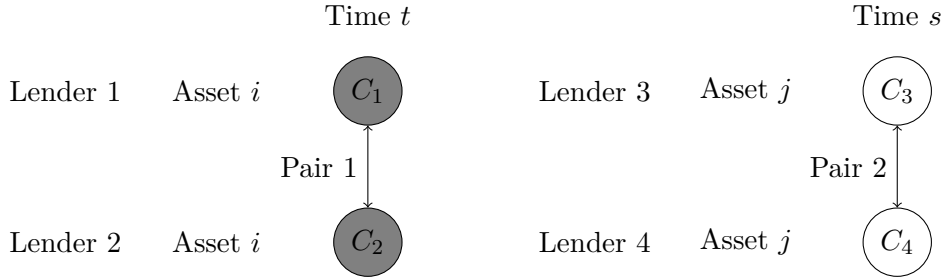 Time t Time s
Lender 1 Asset i C₁ Lender 3 Asset j C₃
Pair 1 Pair 2
Lender 2 Asset i C₂ Lender 4 Asset j C₄